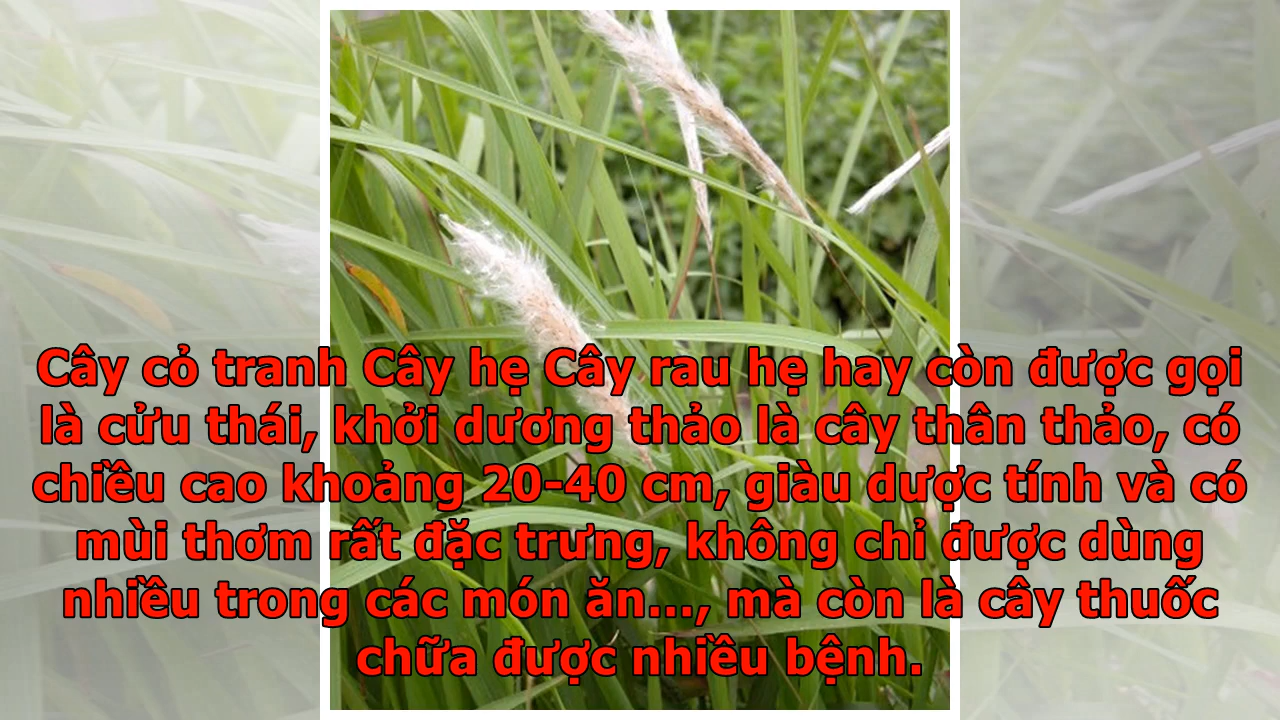 Cây cỏ tranh Cây hẹ Cây rau hẹ hay còn được gọi
là cửu thái, khởi dương thảo là cây thân thảo, có
chiều cao khoảng 20-40 cm, giàu dược tính và có
mùi thơm rất đặc trưng, không chỉ được dùng
nhiều trong các món ăn…, mà còn là cây thuốc
chữa được nhiều bệnh.